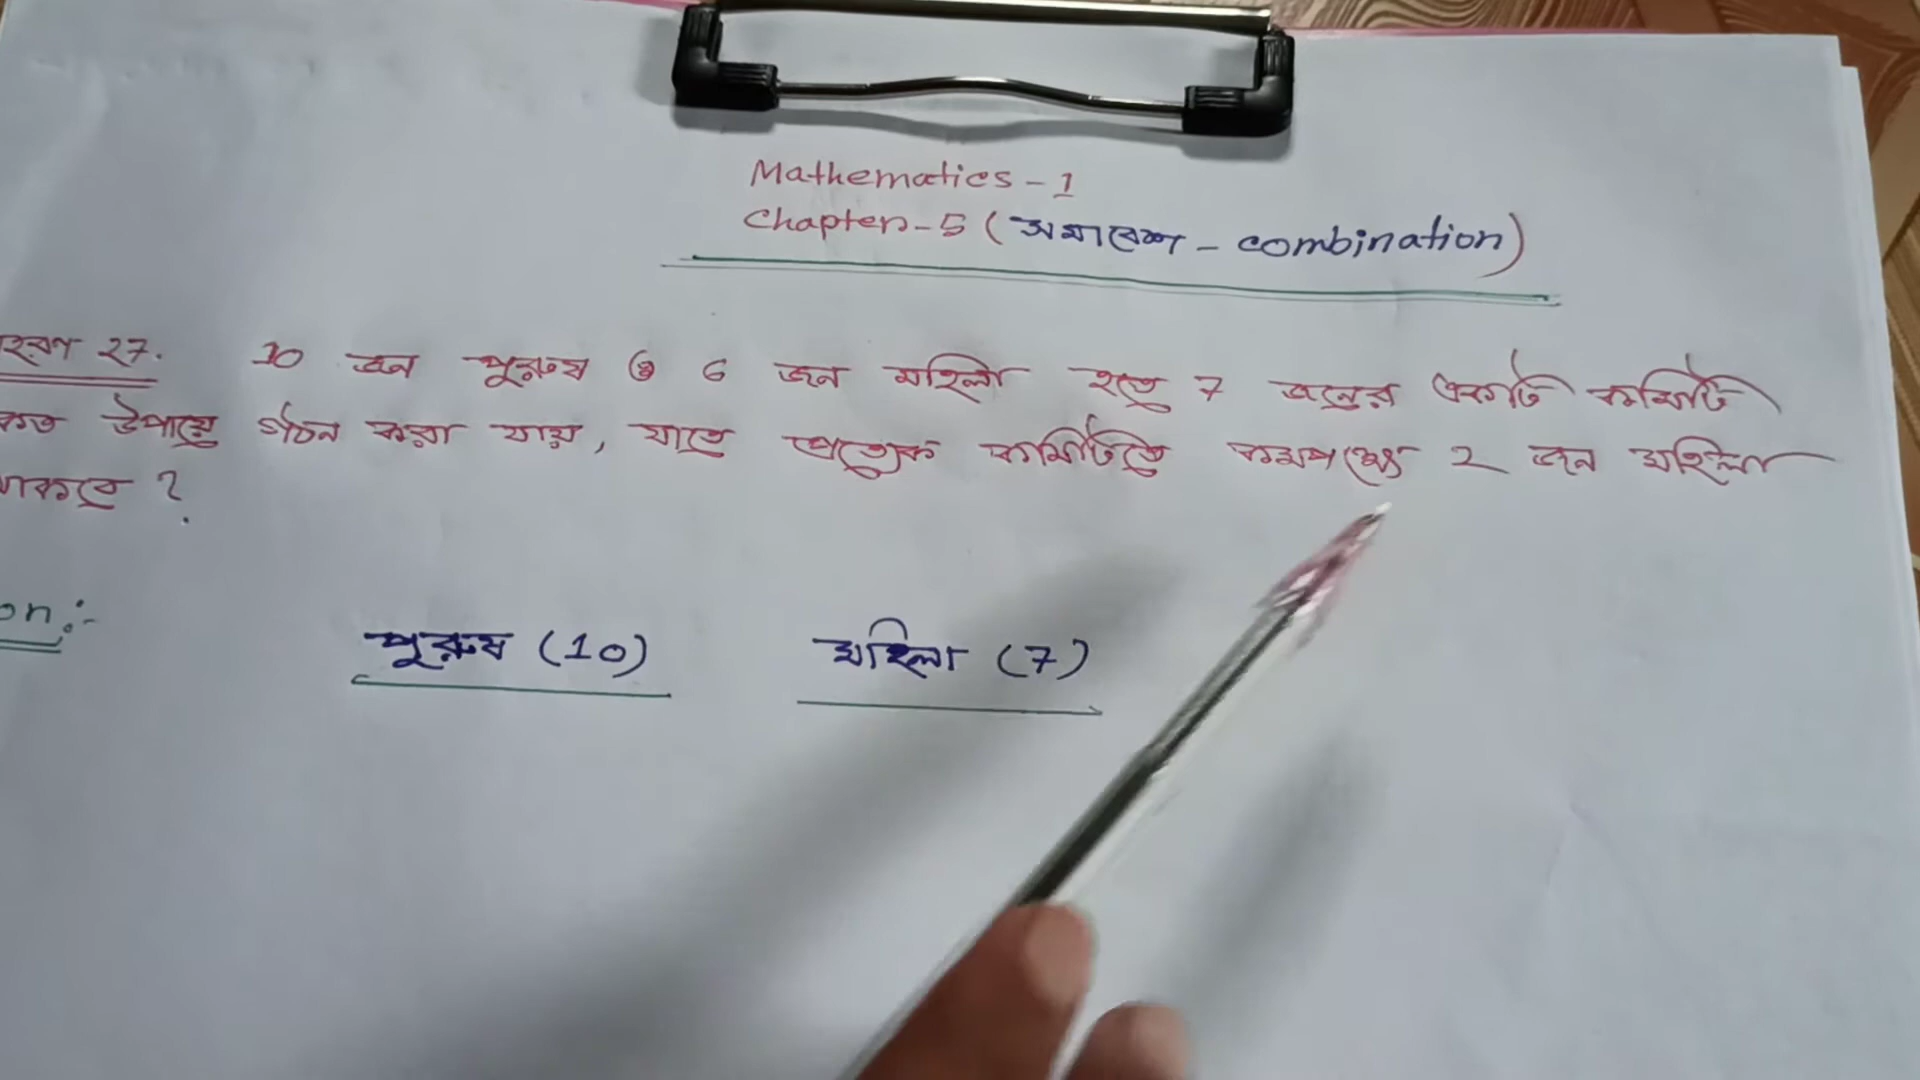 Mathematics - 1
Chapter - 5 (সমাবেশ - combination)
হরণ 27. 10 জন পুরুষ ও 6 জন মহিলা হতে 7 জনের একটি কমিটি
কত উপায়ে গঠন করা যায়, যাতে প্রত্যেক কমিটিতে কমপক্ষে 2 জন মহিলা
থাকবে ?
on:-
পুরুষ (10) মহিলা (7)